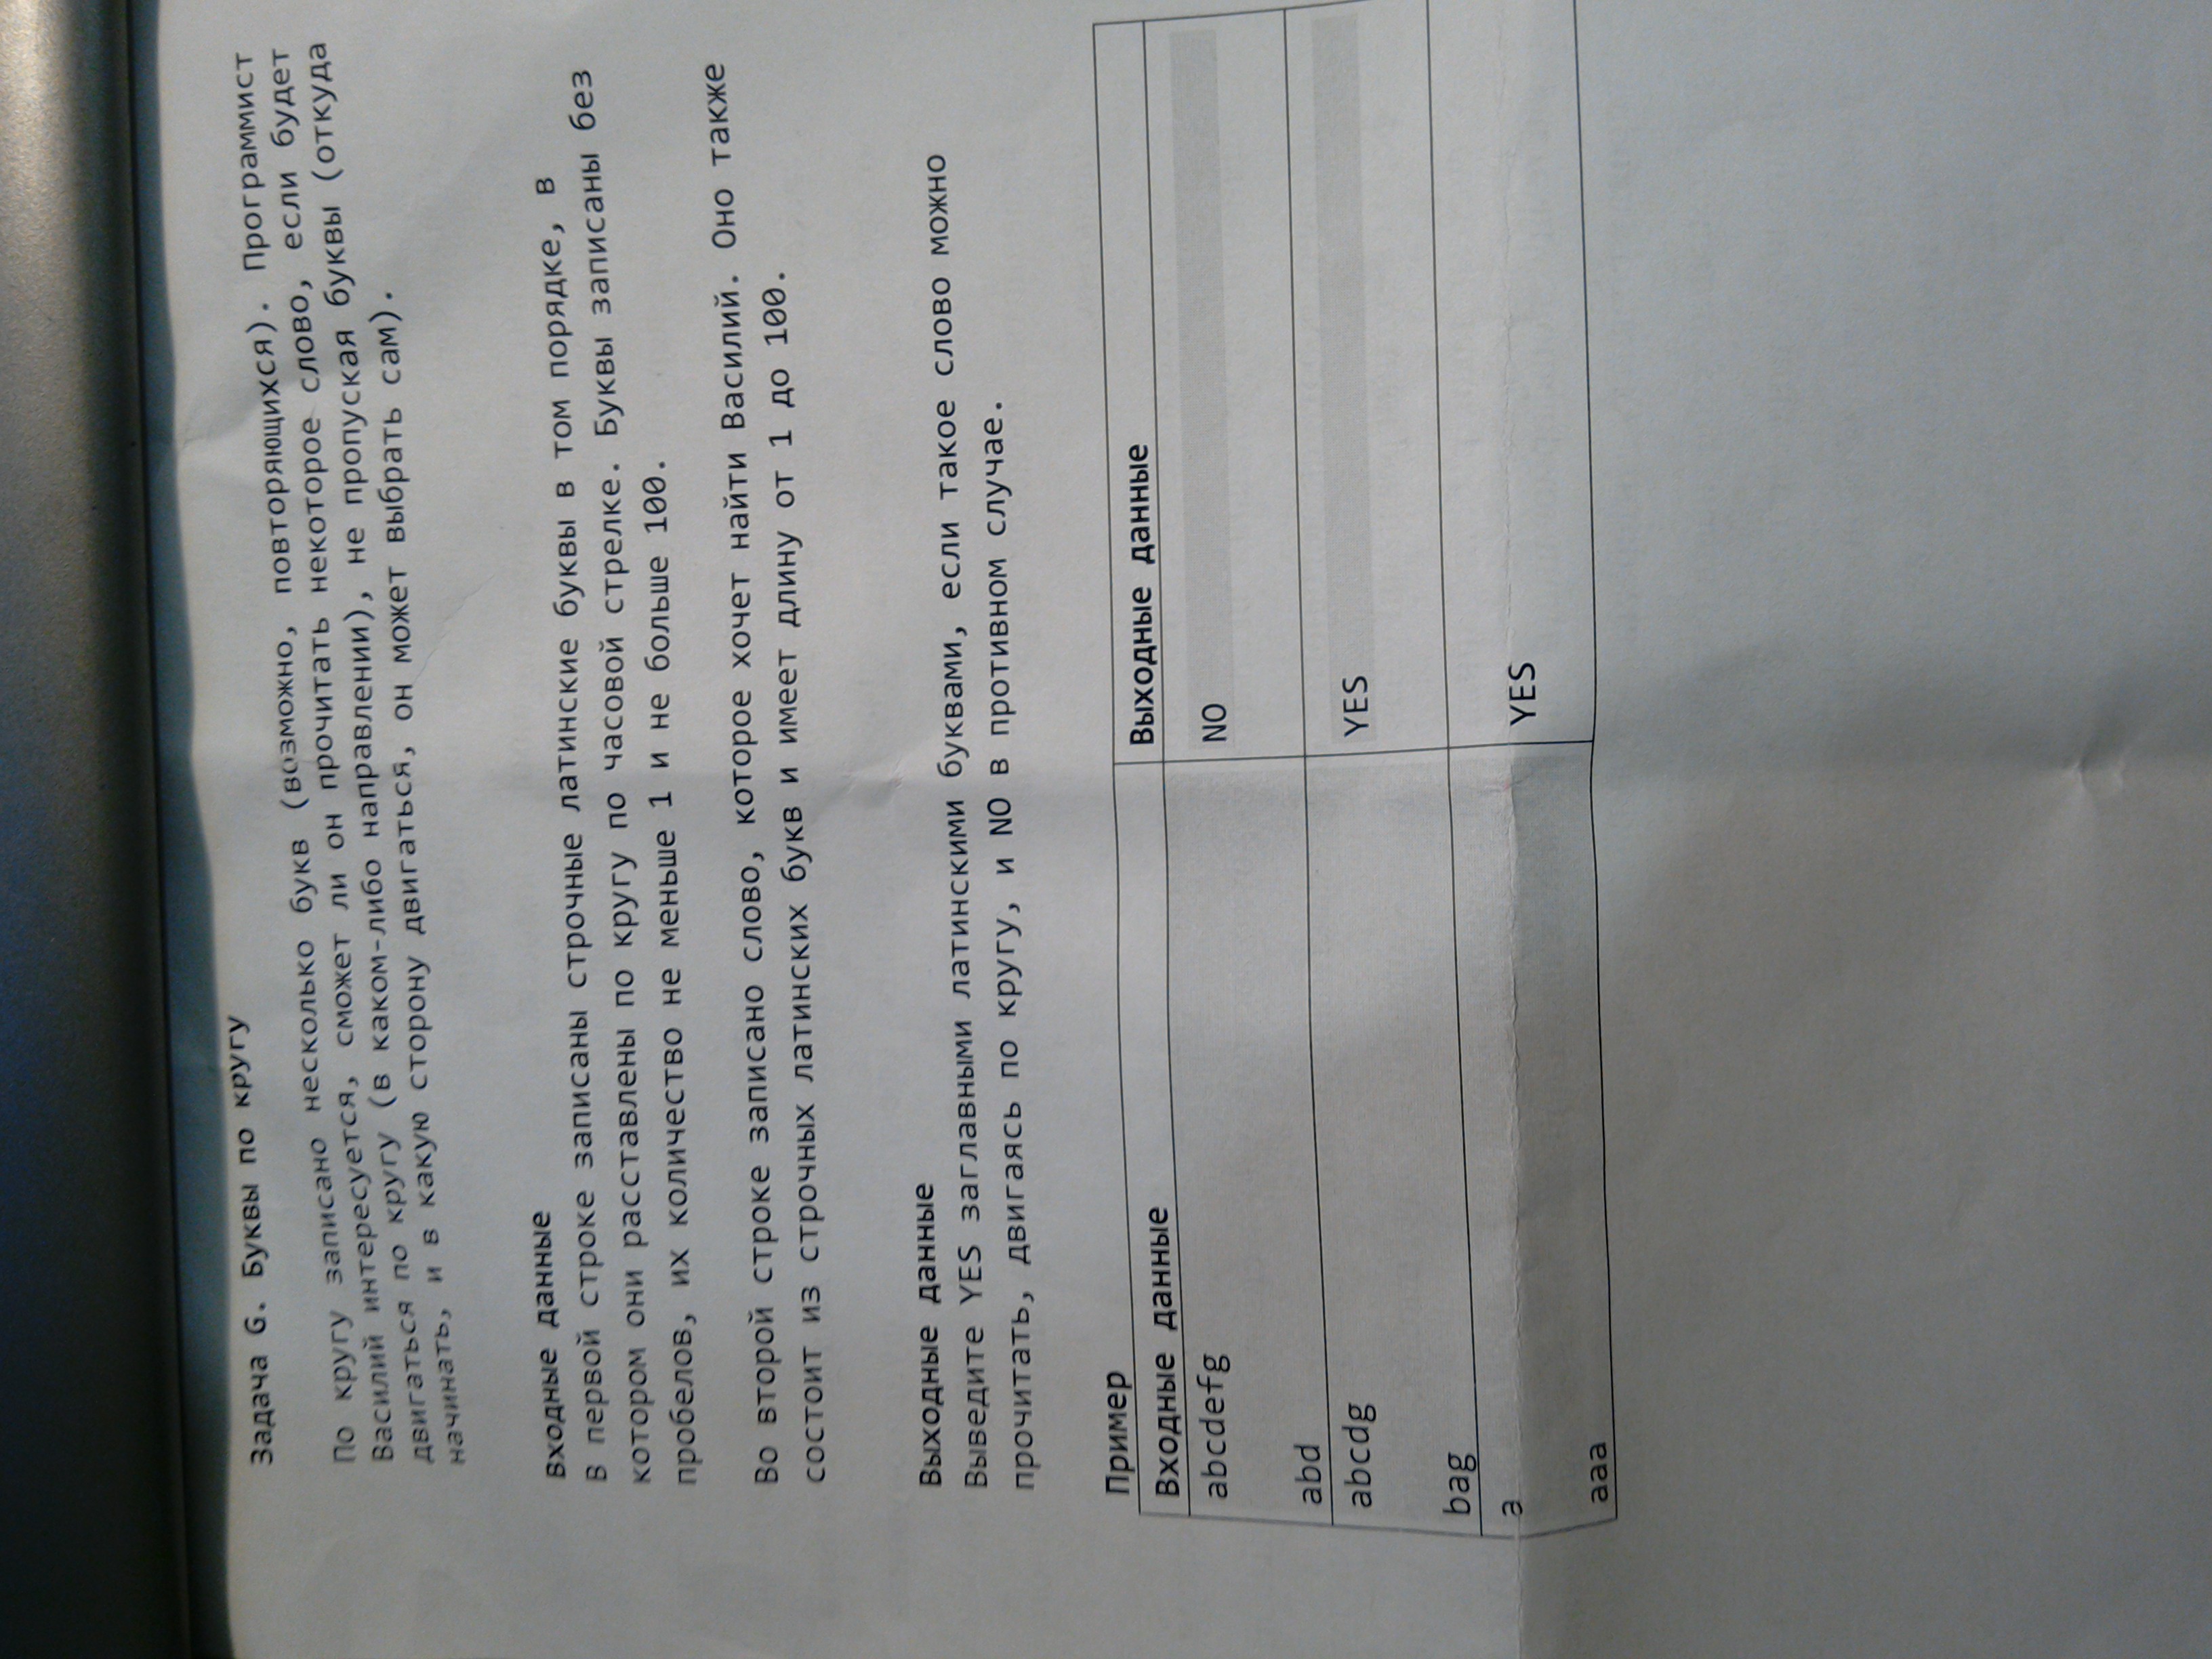 Задача G. Буквы по кругу
По кругу записано несколько букв (возможно, повторяющихся). Программист
Василий интересуется, сможет ли он прочитать некоторое слово, если будет
двигаться по кругу (в каком-либо направлении), не пропуская буквы (откуда
начинать, и в какую сторону двигаться, он может выбрать сам).
Входные данные
В первой строке записаны строчные латинские буквы в том порядке, в
котором они расставлены по кругу по часовой стрелке. Буквы записаны без
пробелов, их количество не меньше 1 и не больше 100.
Во второй строке записано слово, которое хочет найти Василий. Оно также
состоит из строчных латинских букв и имеет длину от 1 до 100.
Выходные данные
Выведите YES заглавными латинскими буквами, если такое слово можно
прочитать, двигаясь по кругу, и NO в противном случае.
Пример
Входные данные Выходные данные
abcdefg NO
abd
abcdg YES
bag
a YES
aaa